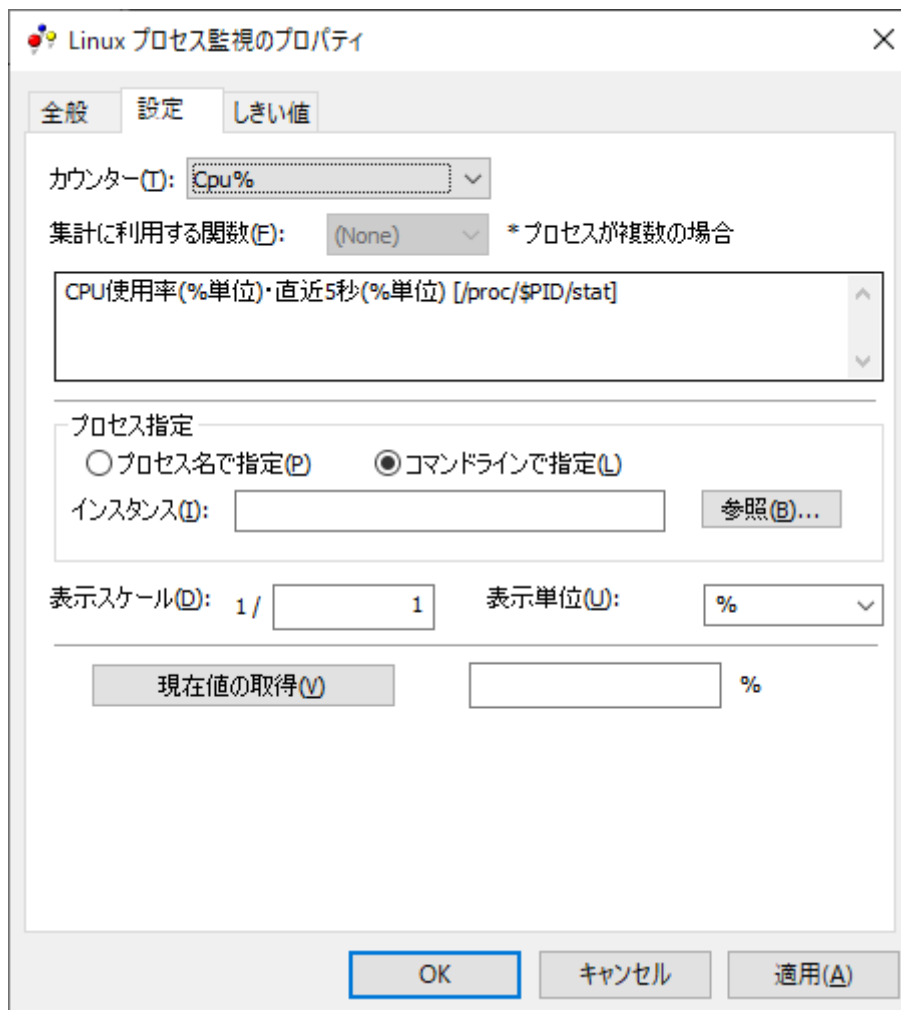 Linux プロセス監視のプロパティ
全般 設定 しきい値
カウンター(T): Cpu%
集計に利用する関数(F): (None) *プロセスが複数の場合
CPU使用率(%単位)・直近5秒(%単位) [/proc/$PID/stat]
プロセス指定
プロセス名で指定(P) コマンドラインで指定(L)
インスタンス(I): 参照(B)...
表示スケール(D): 1 / 1 表示単位(U): %
現在値の取得(V) %
OK キャンセル 適用(A)